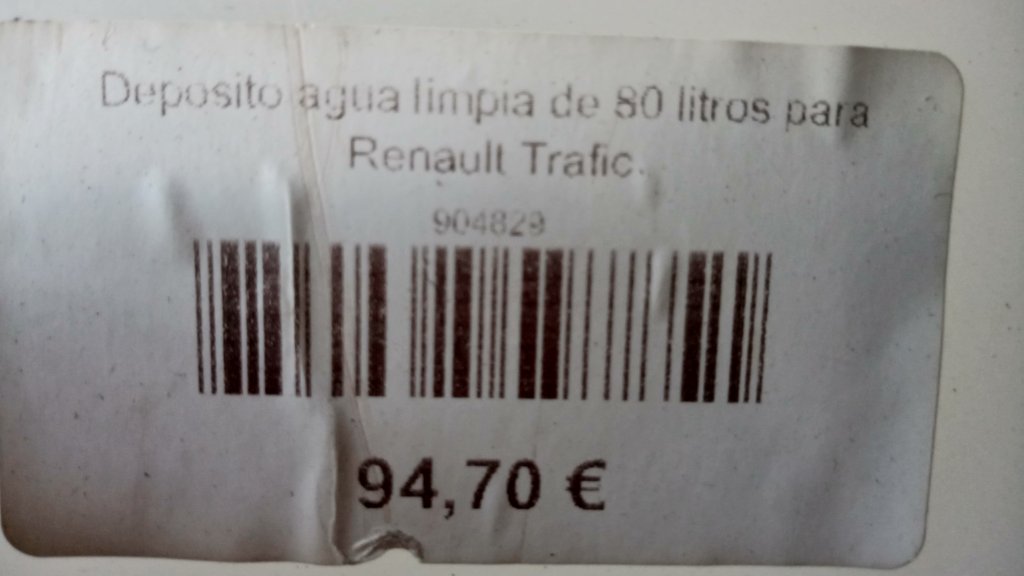 Deposito agua limpia de 80 litros para
Renault Trafic.
904829
94,70 €